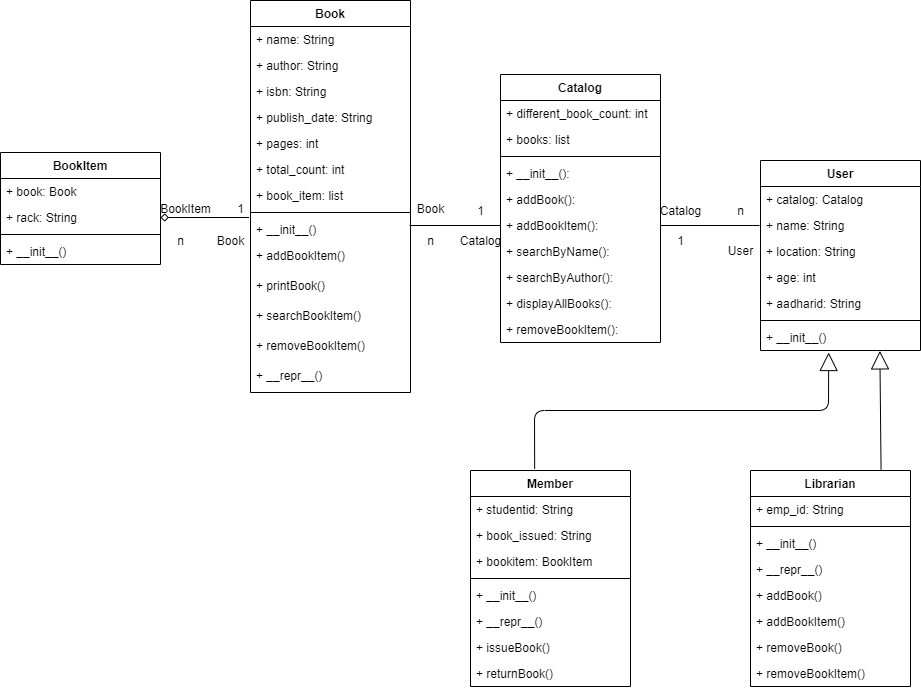 Book
+ name: String
+ author: String
+ isbn: String
+ publish_date: String
+ pages: int
+ total_count: int
+ book_item: list
+ __init__()
+ addBookItem()
+ printBook()
+ searchBookItem()
+ removeBookItem()
+ __repr__()
BookItem
+ book: Book
+ rack: String
+ __init__()
BookItem 1
n Book
Catalog
+ different_book_count: int
+ books: list
+ __init__():
+ addBook():
+ addBookItem():
+ searchByName():
+ searchByAuthor():
+ displayAllBooks():
+ removeBookItem():
Book 1
n Catalog
User
+ catalog: Catalog
+ name: String
+ location: String
+ age: int
+ aadharid: String
+ __init__()
Catalog n
1 User
Member
+ studentid: String
+ book_issued: String
+ bookitem: BookItem
+ __init__()
+ __repr__()
+ issueBook()
+ returnBook()
Librarian
+ emp_id: String
+ __init__()
+ __repr__()
+ addBook()
+ addBookItem()
+ removeBook()
+ removeBookItem()